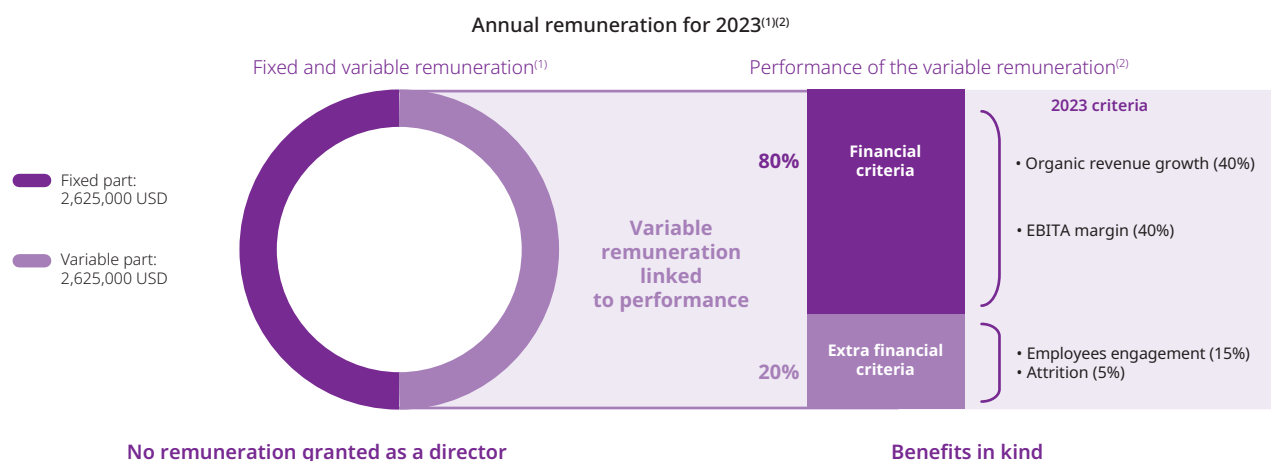 Annual remuneration for 2023(1)(2)
Fixed and variable remuneration(1)
Performance of the variable remuneration(2)
Fixed part:
2,625,000 USD
Variable part:
2,625,000 USD
Variable
remuneration
linked
to performance
80%
Financial
criteria
20%
Extra financial
criteria
2023 criteria
• Organic revenue growth (40%)
• EBITA margin (40%)
• Employees engagement (15%)
• Attrition (5%)
No remuneration granted as a director
Benefits in kind